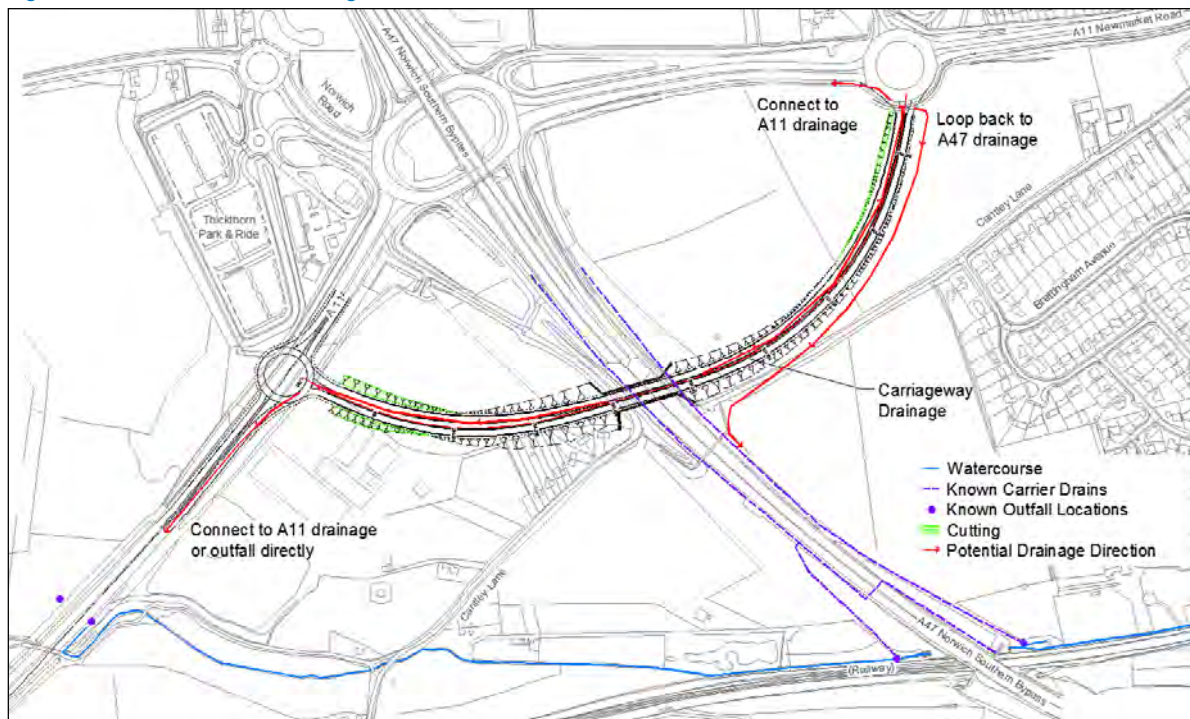 A47 Norwich Southern Bypass
A11 Newmarket Road
Norwich
Road
Connect to
A11 drainage
Loop back to
A47 drainage
Cantley Lane
Thickthorn
Park & Ride
Brettingham Avenue
A11
Carriageway
Drainage
Watercourse
Known Carrier Drains
Known Outfall Locations
Cutting
Potential Drainage Direction
Connect to A11 drainage
or outfall directly
Cantley Lane
A47 Norwich Southern Bypass
(Railway)